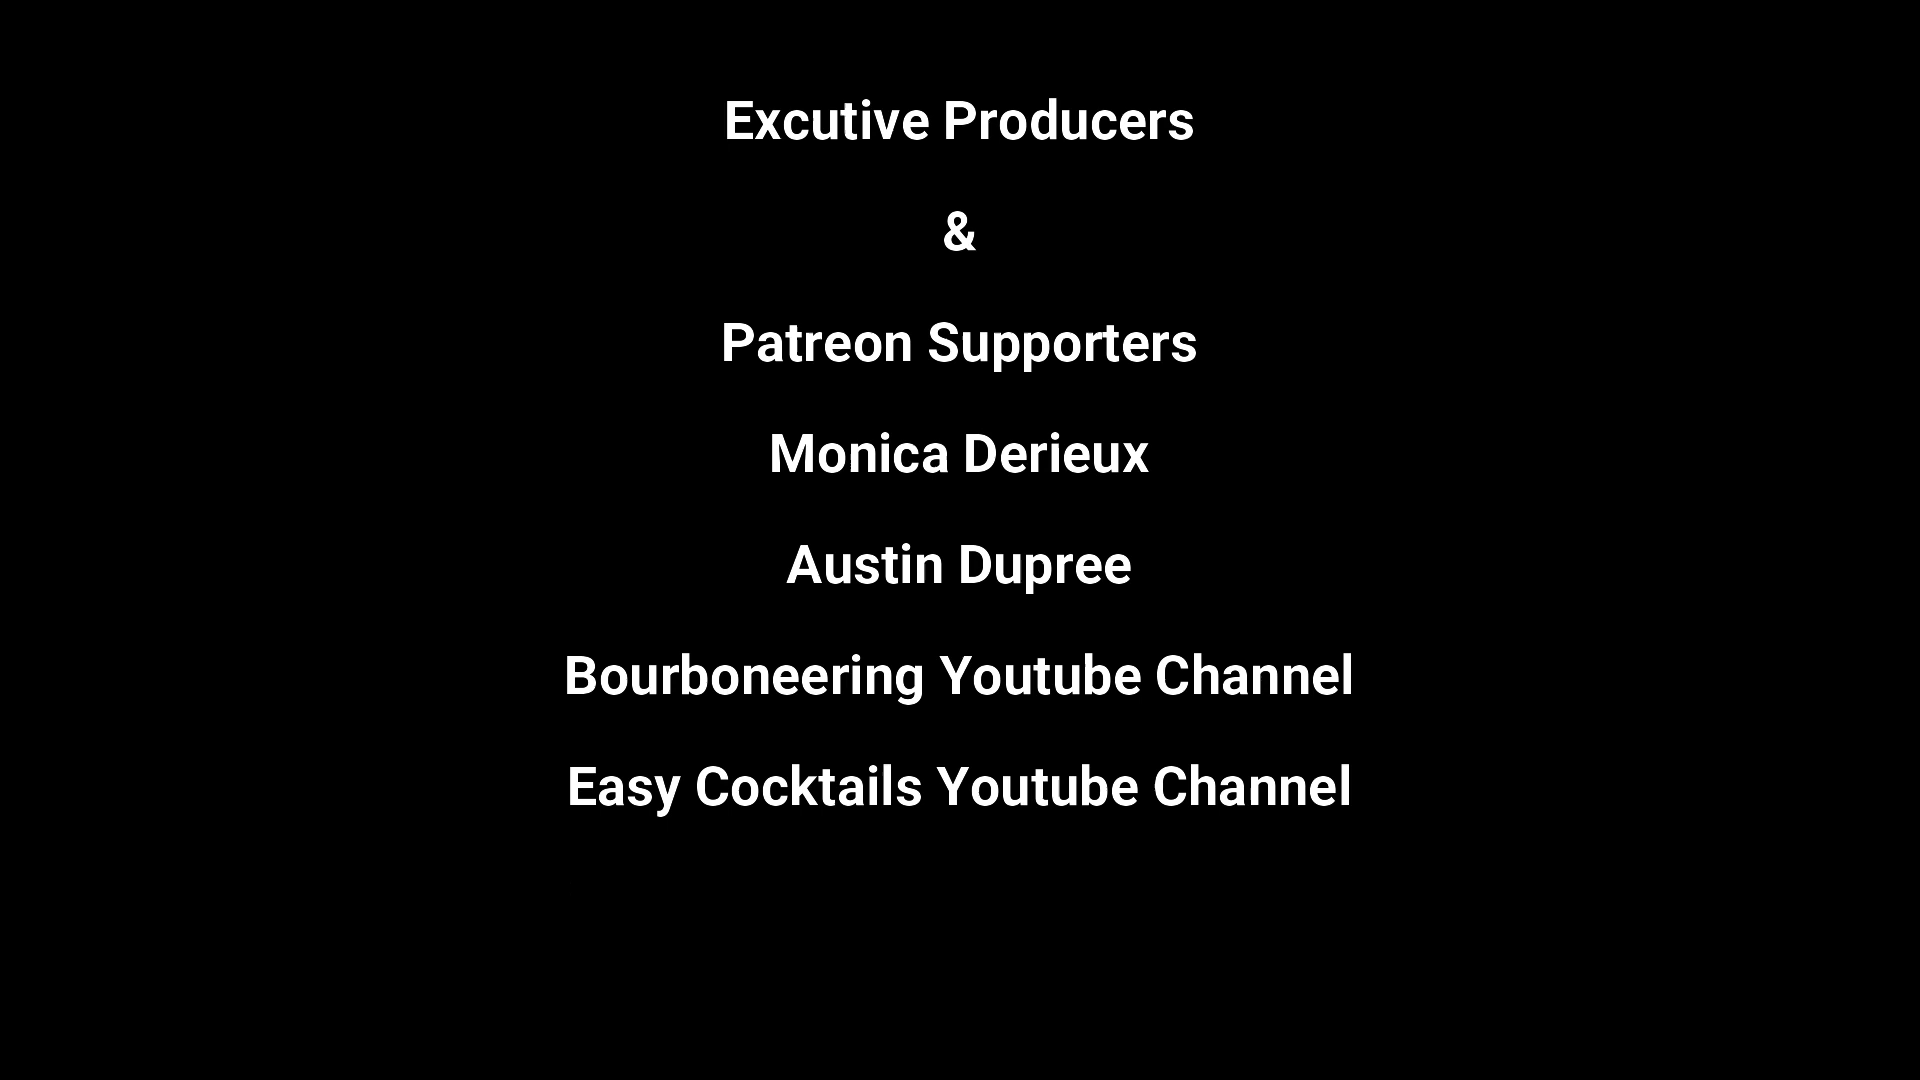 Excutive Producers
&
Patreon Supporters
Monica Derieux
Austin Dupree
Bourboneering Youtube Channel
Easy Cocktails Youtube Channel